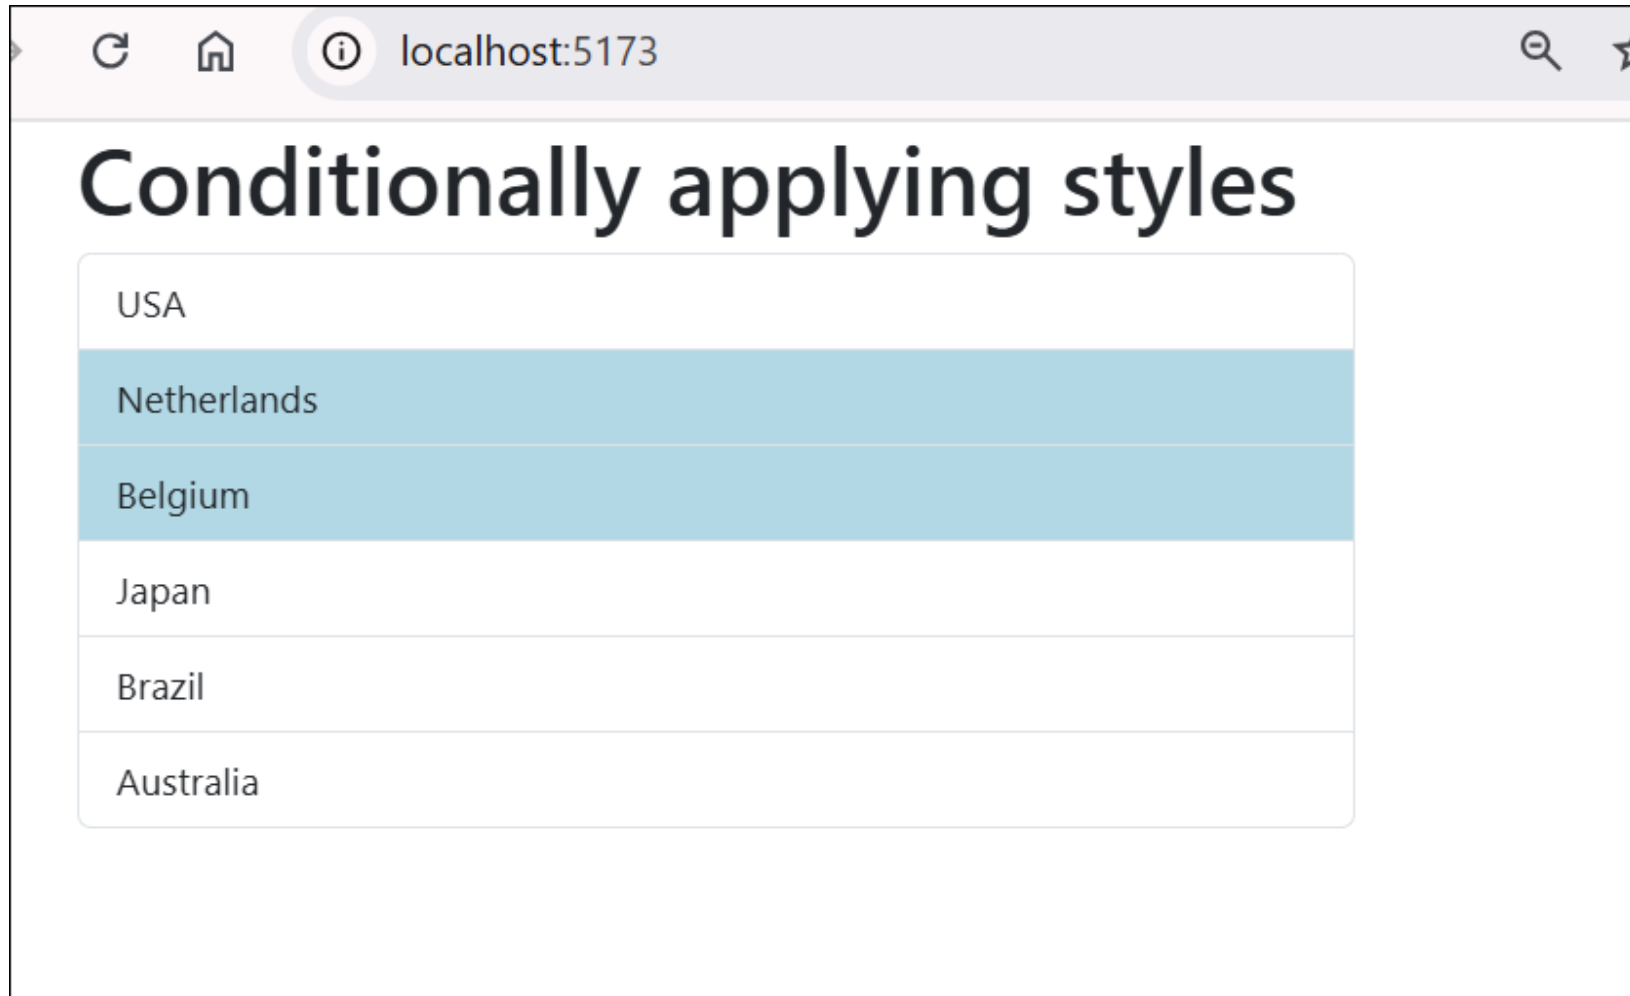 localhost:5173
Conditionally applying styles
USA
Netherlands
Belgium
Japan
Brazil
Australia